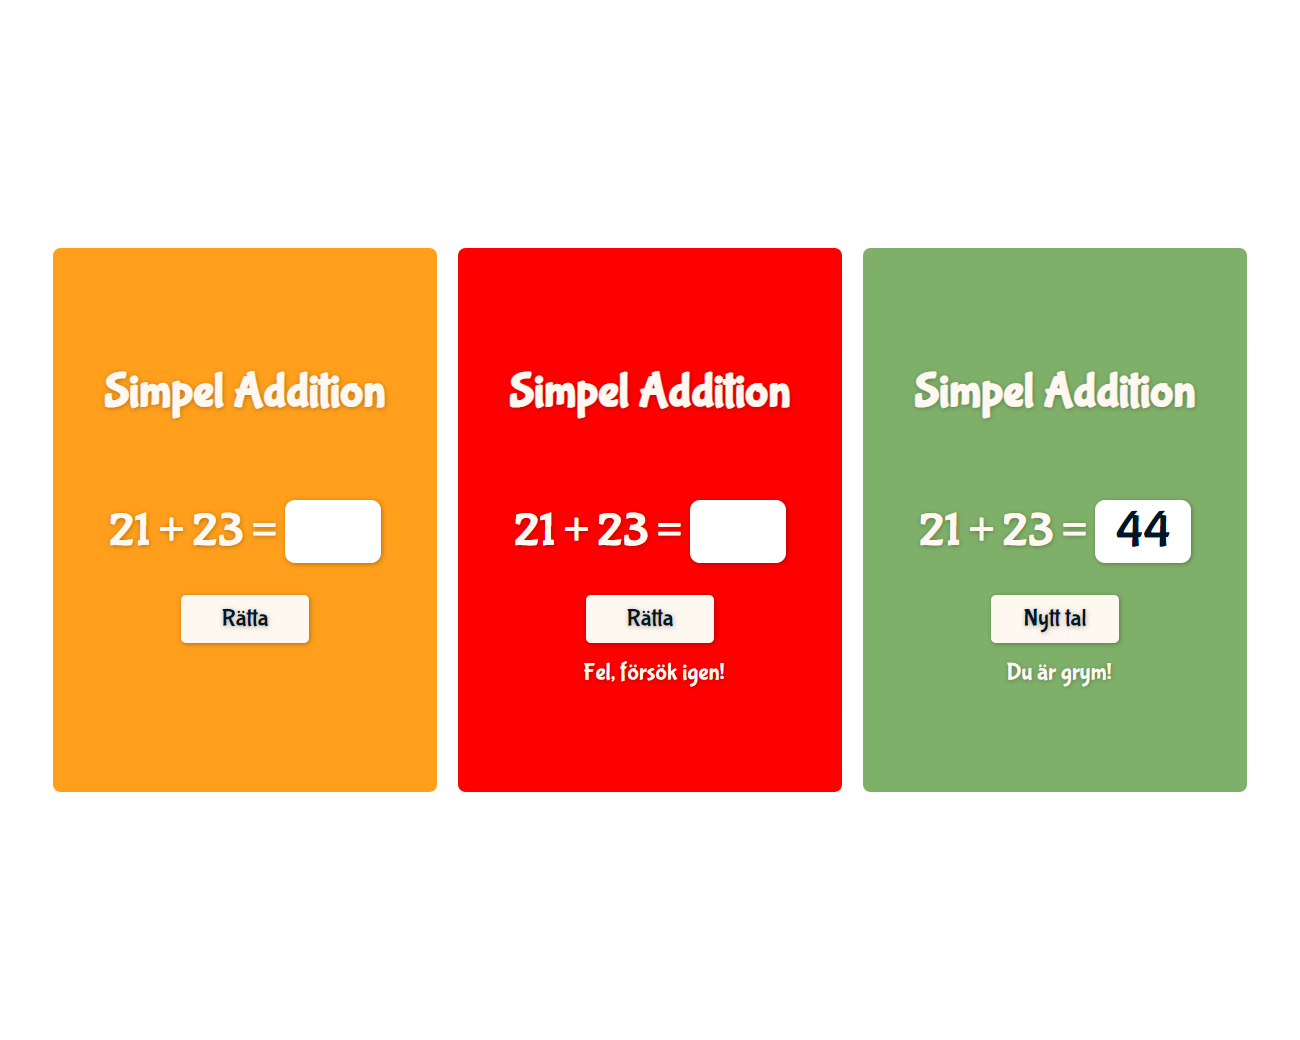 Simpel Addition
21 + 23 =
Rätta
Simpel Addition
21 + 23 =
Rätta
Fel, försök igen!
Simpel Addition
21 + 23 = 44
Nytt tal
Du är grym!